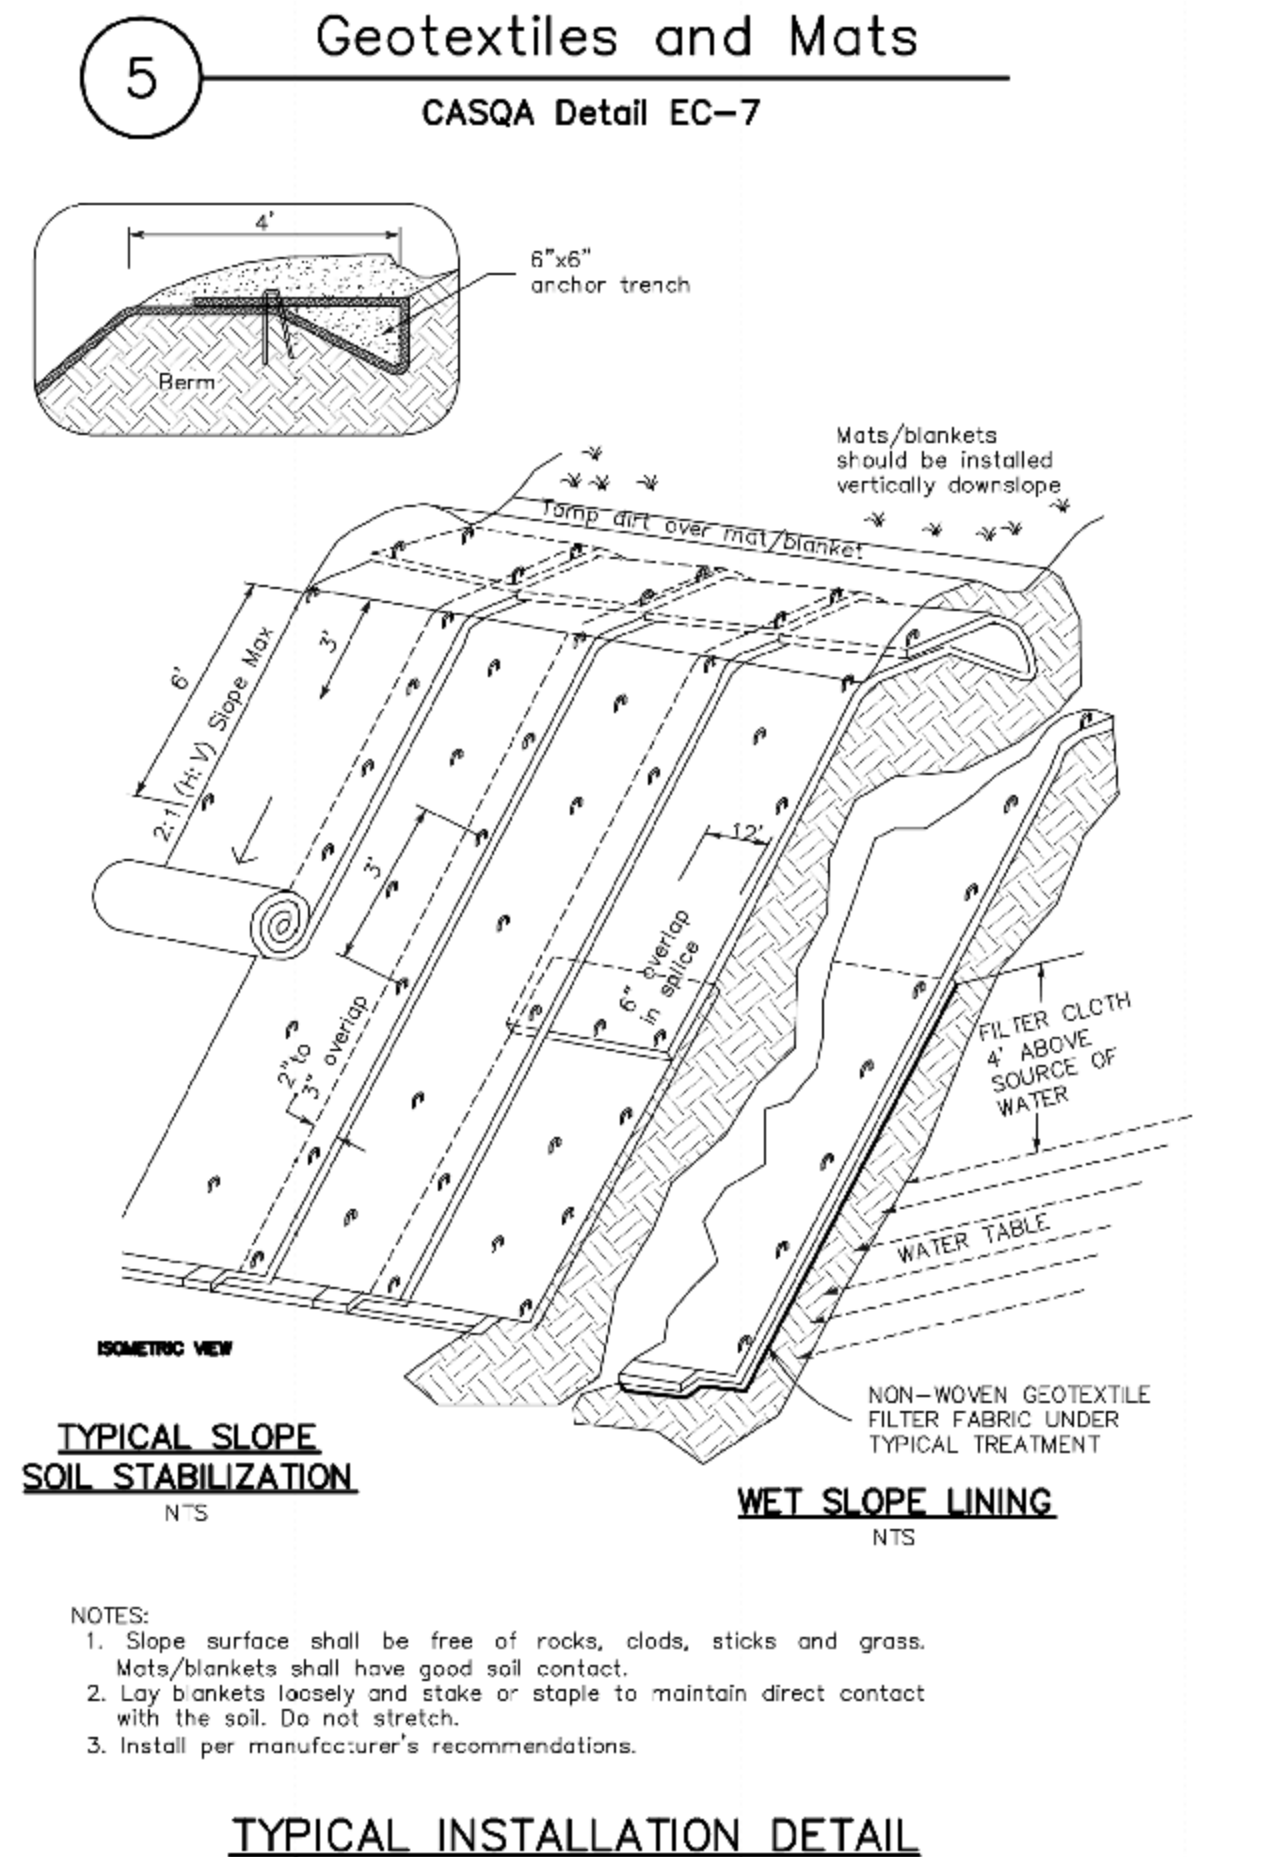 5
Geotextiles and Mats
CASQA Detail EC-7
4'
6"x6"
anchor trench
Berm
Mats/blankets
should be installed
vertically downslope
Tamp dirt over mat/blanket
6'
3'
2:1 (H:V) Slope Max
3'
12'
6" overlap
in splice
2" to
3" overlap
FILTER CLOTH
4' ABOVE
SOURCE OF
WATER
WATER TABLE
ISOMETRIC VIEW
NON-WOVEN GEOTEXTILE
FILTER FABRIC UNDER
TYPICAL TREATMENT
TYPICAL SLOPE
SOIL STABILIZATION
NTS
WET SLOPE LINING
NTS
NOTES:
1. Slope surface shall be free of rocks, clods, sticks and grass.
Mats/blankets shall have good soil contact.
2. Lay blankets loosely and stake or staple to maintain direct contact
with the soil. Do not stretch.
3. Install per manufacturer's recommendations.
TYPICAL INSTALLATION DETAIL